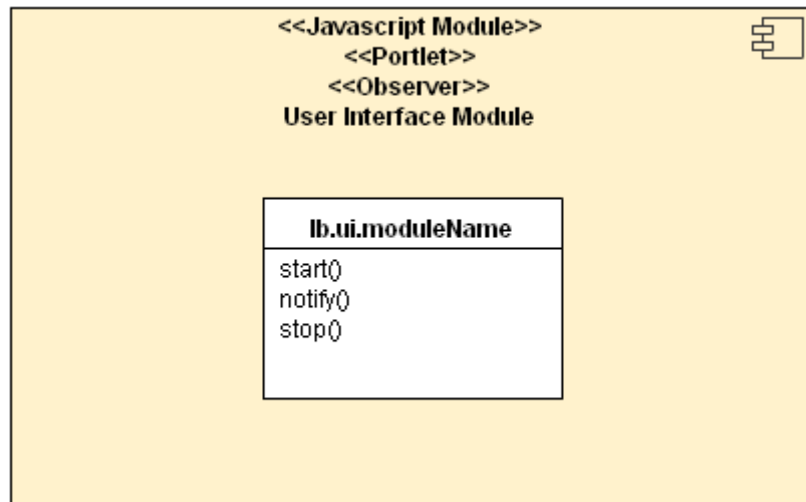 <<Javascript Module>>
<<Portlet>>
<<Observer>>
User Interface Module
lb.ui.moduleName
start()
notify()
stop()